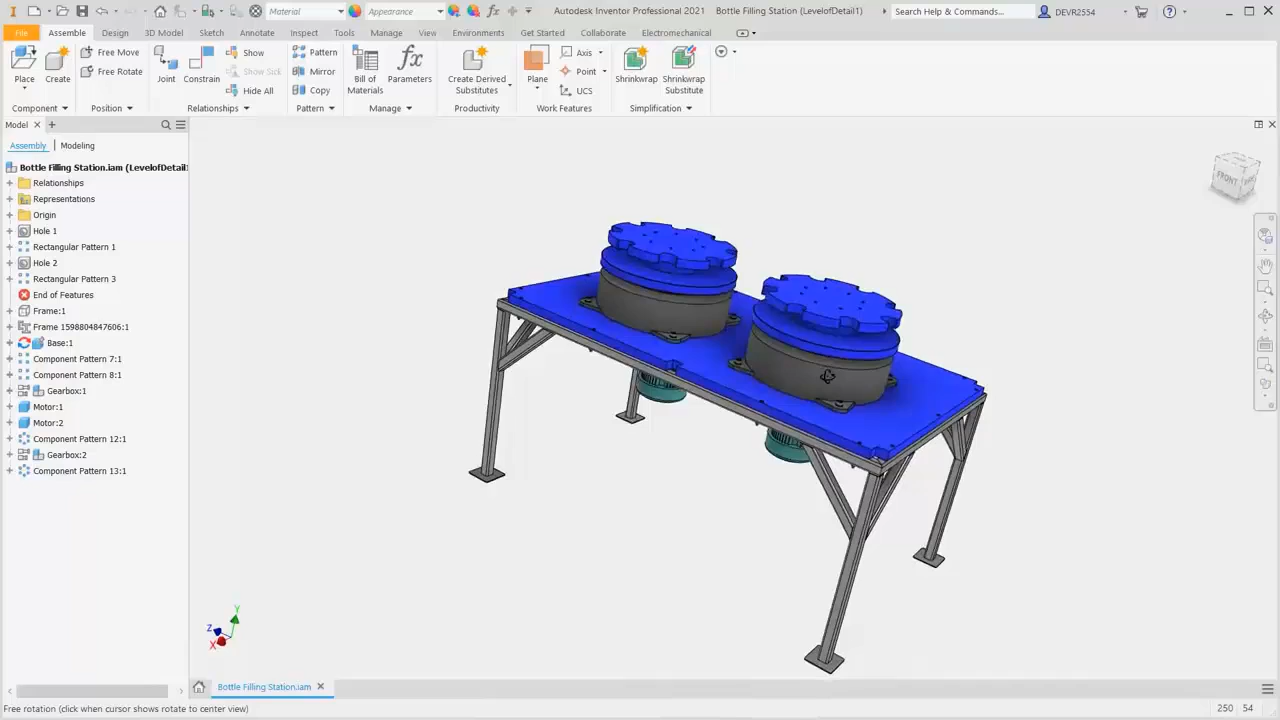 Material
Appearance
Autodesk Inventor Professional 2021 Bottle Filling Station (LevelofDetail1)
Search Help & Commands...
DEVR2554
File Assembly Design 3D Model Sketch Annotate Inspect Tools Manage View Environments Get Started Collaborate Electromechanical
Free Move Show Pattern Axis
Place Create Free Rotate Joint Constrain Show Sick Mirror Bill of Materials Parameters Create Derived Substitutes Plane Point Shrinkwrap Shrinkwrap Substitute
Hide All Copy UCS
Component Position Relationships Pattern Manage Productivity Work Features Simplification
Model
Assembly Modeling
Bottle Filling Station.iam (LevelofDetail1
Relationships
Representations
Origin
Hole 1
Rectangular Pattern 1
Hole 2
Rectangular Pattern 3
End of Features
Frame:1
Frame 1598804847606:1
Base:1
Component Pattern 7:1
Component Pattern 8:1
Gearbox:1
Motor:1
Motor:2
Component Pattern 12:1
Gearbox:2
Component Pattern 13:1
FRONT
Y
Z
X
Bottle Filling Station.iam
Free rotation (click when cursor shows rotate to center view)
250 54